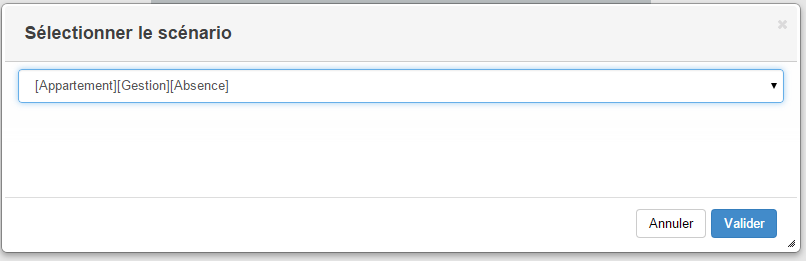 Sélectionner le scénario
×
[Appartement][Gestion][Absence]
Annuler
Valider